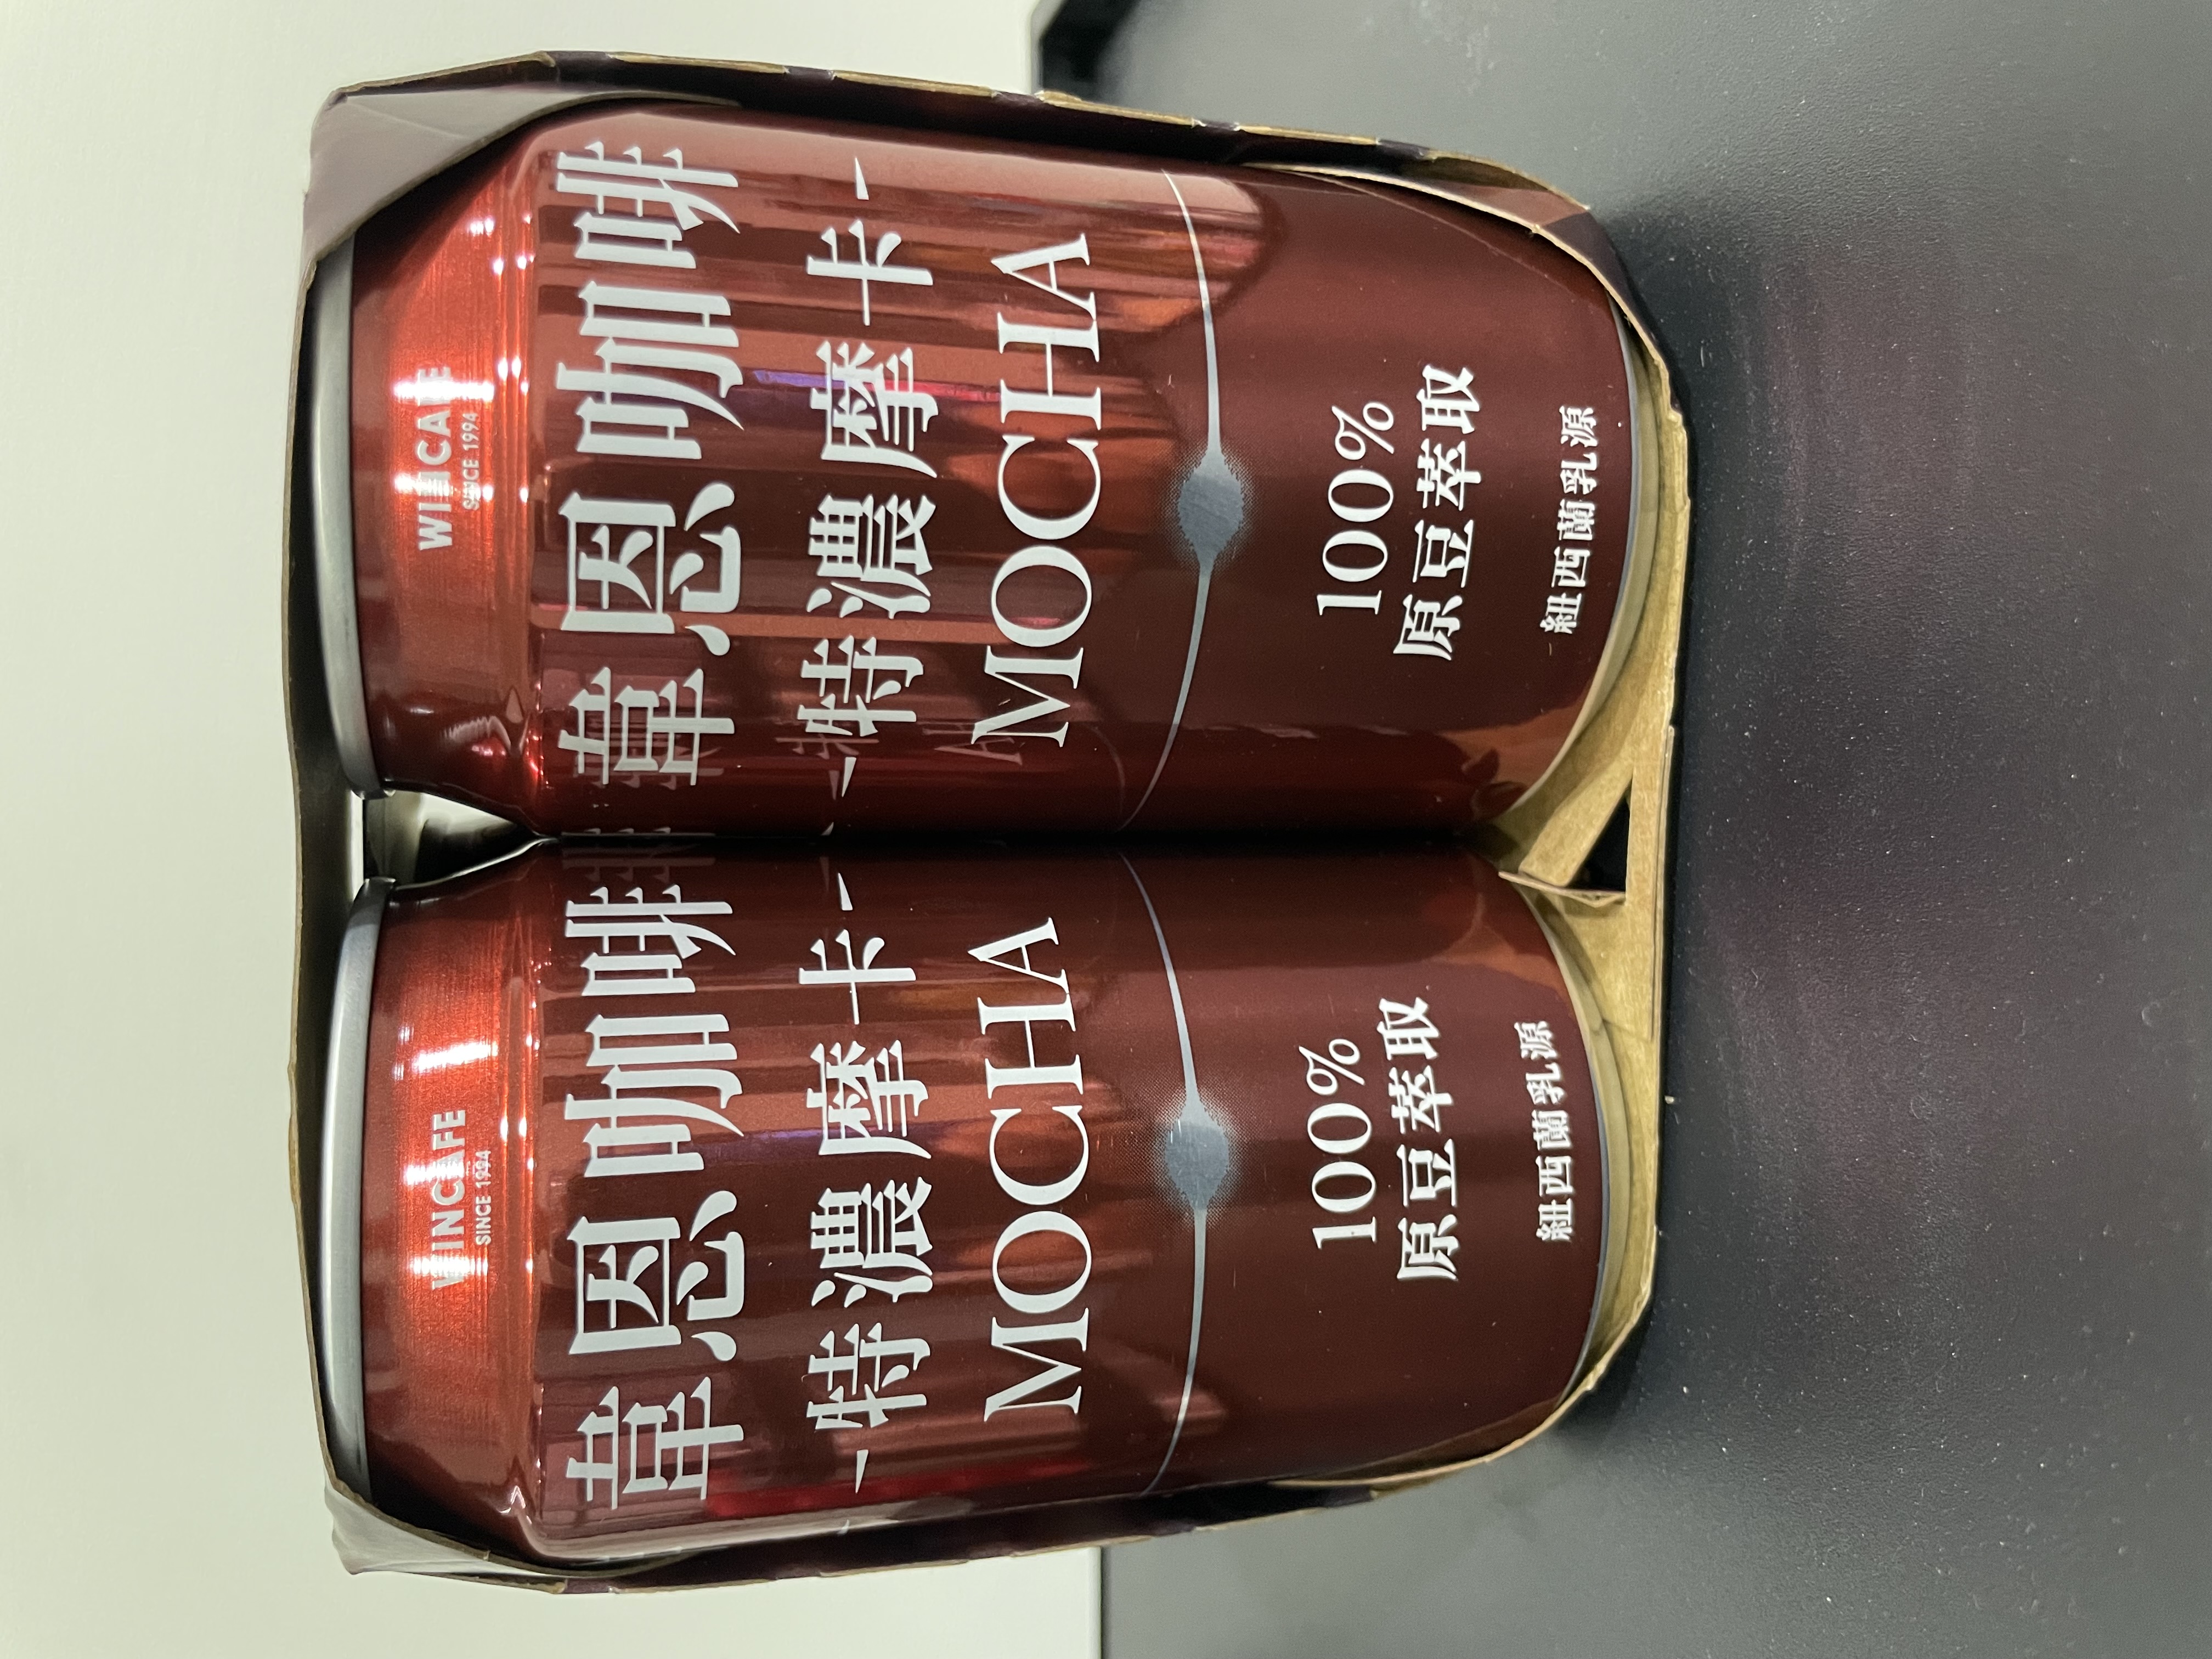 WINCAFE
SINCE 1994
韋恩咖啡
-特濃摩卡-
MOCHA
100%
原豆萃取
紐西蘭乳源
WINCAFE
SINCE 1994
韋恩咖啡
-特濃摩卡-
MOCHA
100%
原豆萃取
紐西蘭乳源